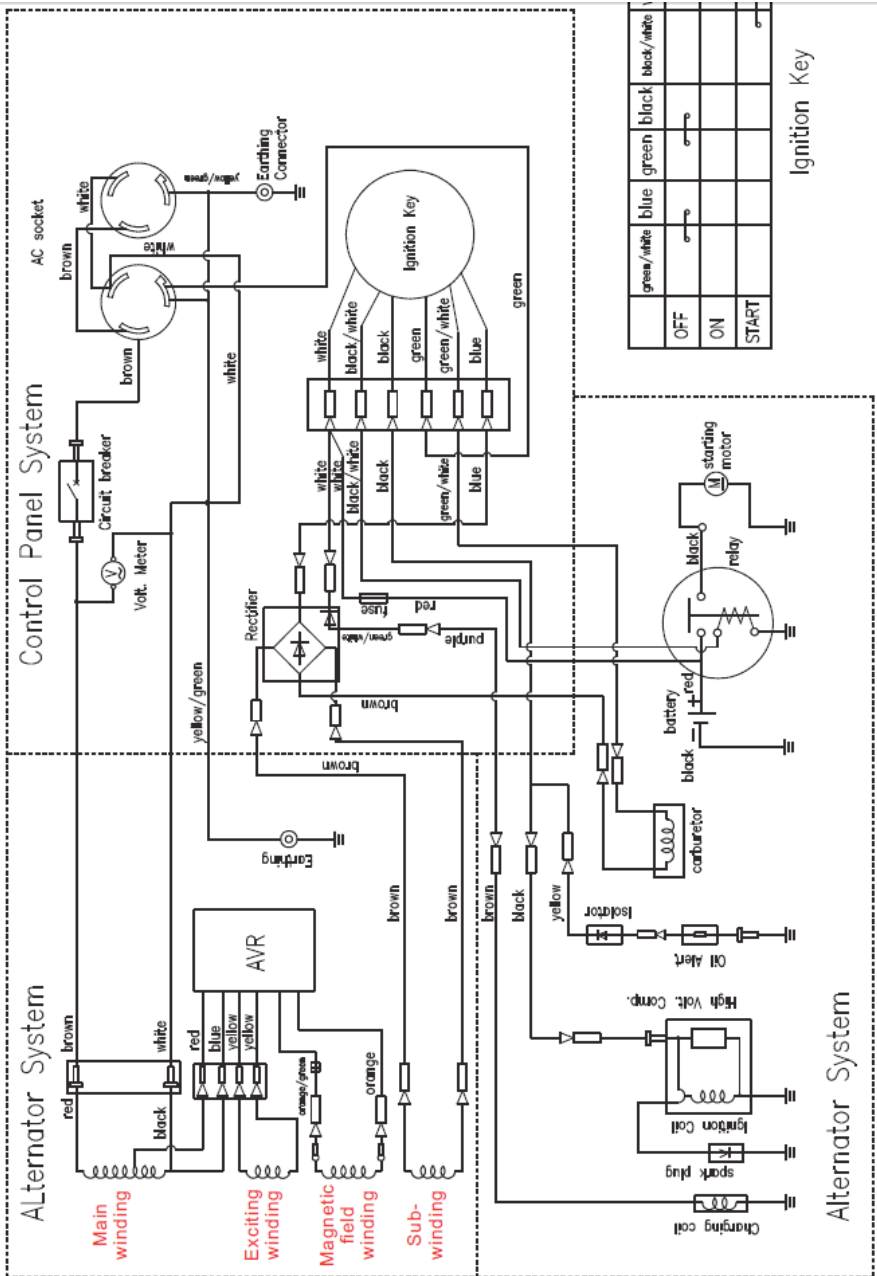 Control Panel System
AC socket
brown
white
white
yellow/green
Earthing
Connector
brown
Circuit breaker
Volt. Meter
white
yellow/green
Ignition Key
white
black/white
black
green
green/white
blue
green
white
white
black/white
black
green/white
blue
Rectifier
fuse
red
green/white
purple
brown
brown
green/white
blue
green
black
black/white
OFF
ON
START
Ignition Key
ALternator System
brown
red
white
black
red
blue
yellow
yellow
AVR
orange/green
orange
Earthing
brown
brown
Main
winding
Exciting
winding
Magnetic
field
winding
Sub-
winding
starting
motor
M
black
relay
red
battery
+
−
black
carburetor
brown
black
yellow
Isolator
Oil Alert
High Volt. Comp.
Ignition Coil
spark plug
Charging coil
Alternator System
V